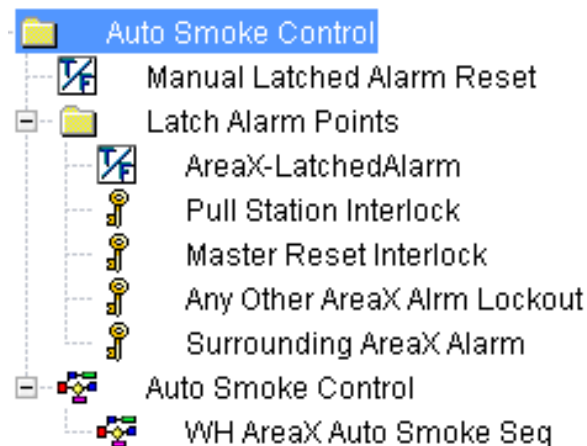 Auto Smoke Control
T/F Manual Latched Alarm Reset
Latch Alarm Points
T/F AreaX-LatchedAlarm
Pull Station Interlock
Master Reset Interlock
Any Other AreaX Alrm Lockout
Surrounding AreaX Alarm
Auto Smoke Control
WH AreaX Auto Smoke Seq